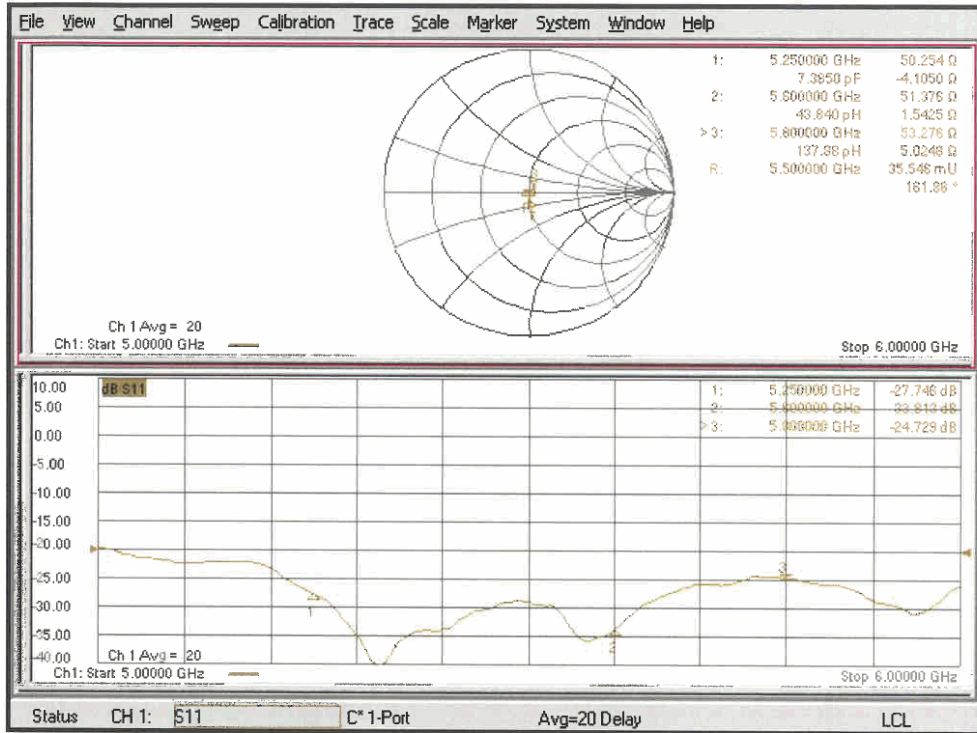 File View Channel Sweep Calibration Trace Scale Marker System Window Help
1: 5.250000 GHz 50.254 Ω
7.3850 pF -4.1050 Ω
2: 5.600000 GHz 51.376 Ω
43.840 pH 1.5425 Ω
>3: 5.800000 GHz 53.276 Ω
137.88 pH 5.0248 Ω
R: 5.500000 GHz 35.546 mU
161.86 °
Ch 1 Avg = 20
Ch1: Start 5.00000 GHz
Stop 6.00000 GHz
10.00 dB S11
5.00
0.00
-5.00
-10.00
-15.00
-20.00
-25.00
-30.00
-35.00
-40.00
1: 5.250000 GHz -27.746 dB
2: 5.600000 GHz -33.813 dB
>3: 5.800000 GHz -24.729 dB
1
2
3
Ch 1 Avg = 20
Ch1: Start 5.00000 GHz
Stop 6.00000 GHz
Status CH 1: S11 C* 1-Port Avg=20 Delay LCL